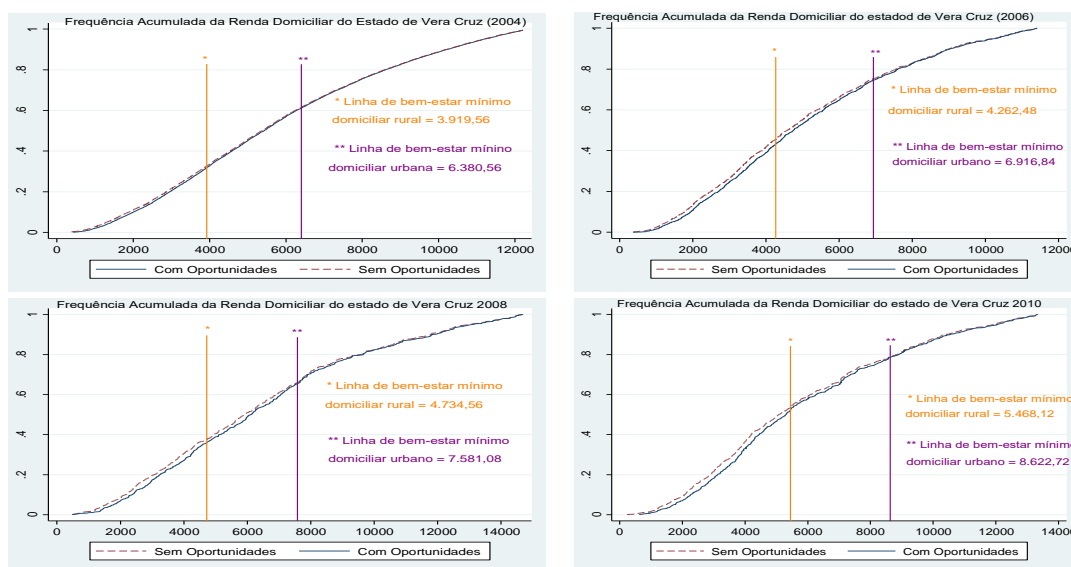 Frequência Acumulada da Renda Domiciliar do Estado de Vera Cruz (2004)
0 .2 .4 .6 .8 1
*
**
* Linha de bem-estar mínimo
domiciliar rural = 3.919,56
** Linha de bem-estar mínino
domiciliar urbana = 6.380,56
0 2000 4000 6000 8000 10000 12000
Com Oportunidades Sem Oportunidades
Frequência Acumulada da Renda Domiciliar do estadod de Vera Cruz (2006)
0 .2 .4 .6 .8 1
*
**
* Linha de bem-estar mínimo
domiciliar rural = 4.262,48
** Linha de bem-estar mínimo
domiciliar urbano = 6.916,84
0 2000 4000 6000 8000 10000 12000
Sem Oportunidades Com Oportunidades
Frequência Acumulada da Renda Domiciliar do estado de Vera Cruz 2008
0 .2 .4 .6 .8 1
*
**
* Linha de bem-estar mínimo
domiciliar rural = 4.734,56
** Linha de bem-estar mínimo
domiciliar urbano = 7.581,08
0 2000 4000 6000 8000 10000 12000 14000
Sem Oportunidades Com Oportunidades
Frequência Acumulada da Renda Domiciliar do estado de Vera Cruz 2010
0 .2 .4 .6 .8 1
*
**
* Linha de bem-estar mínimo
domiciliar rural = 5.468,12
** Linha de bem-estar mínimo
domiciliar urbano = 8.622,72
0 2000 4000 6000 8000 10000 12000 14000
Sem Oportunidades Com Oportunidades